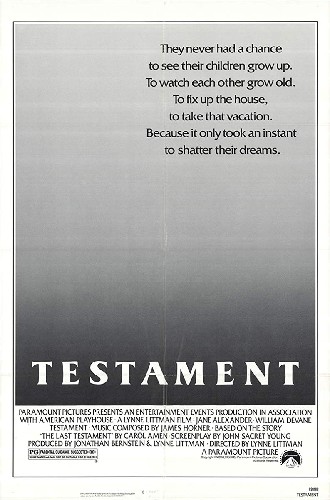 They never had a chance
to see their children grow up.
To watch each other grow old.
To fix up the house,
to take that vacation.
Because it only took an instant
to shatter their dreams.
TESTAMENT
PARAMOUNT PICTURES PRESENTS AN ENTERTAINMENT EVENTS PRODUCTION IN ASSOCIATION
WITH AMERICAN PLAYHOUSE · A LYNNE LITTMAN FILM · JANE ALEXANDER · WILLIAM DEVANE
TESTAMENT · MUSIC COMPOSED BY JAMES HORNER · BASED ON THE STORY
"THE LAST TESTAMENT" BY CAROL AMEN · SCREENPLAY BY JOHN SACRET YOUNG
PRODUCED BY JONATHAN BERNSTEIN & LYNNE LITTMAN · DIRECTED BY LYNNE LITTMAN
PG PARENTAL GUIDANCE SUGGESTED
A PARAMOUNT PICTURE
TESTAMENT